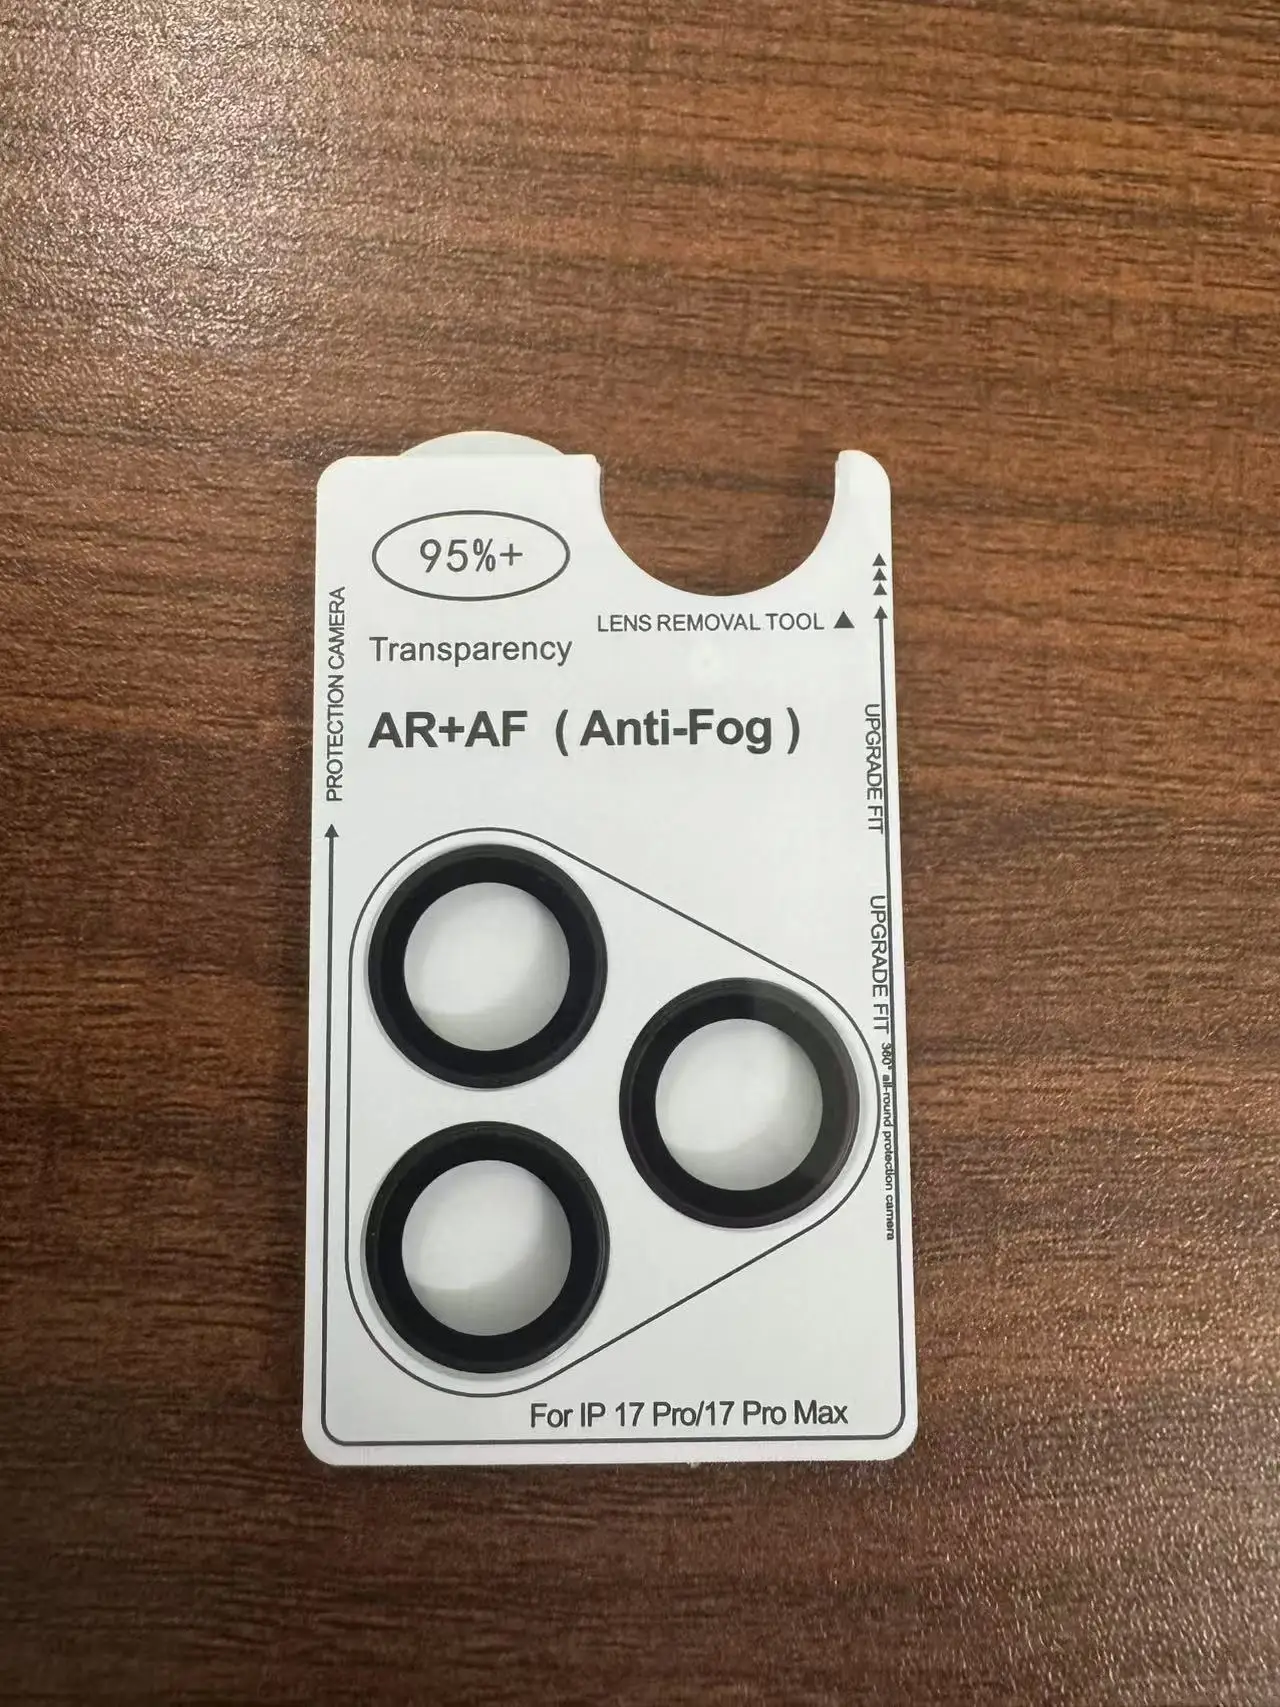 95%+
LENS REMOVAL TOOL ▲
Transparency
AR+AF ( Anti-Fog )
PROTECTION CAMERA
UPGRADE FIT
UPGRADE FIT 360° all-round protection camera
For IP 17 Pro/17 Pro Max